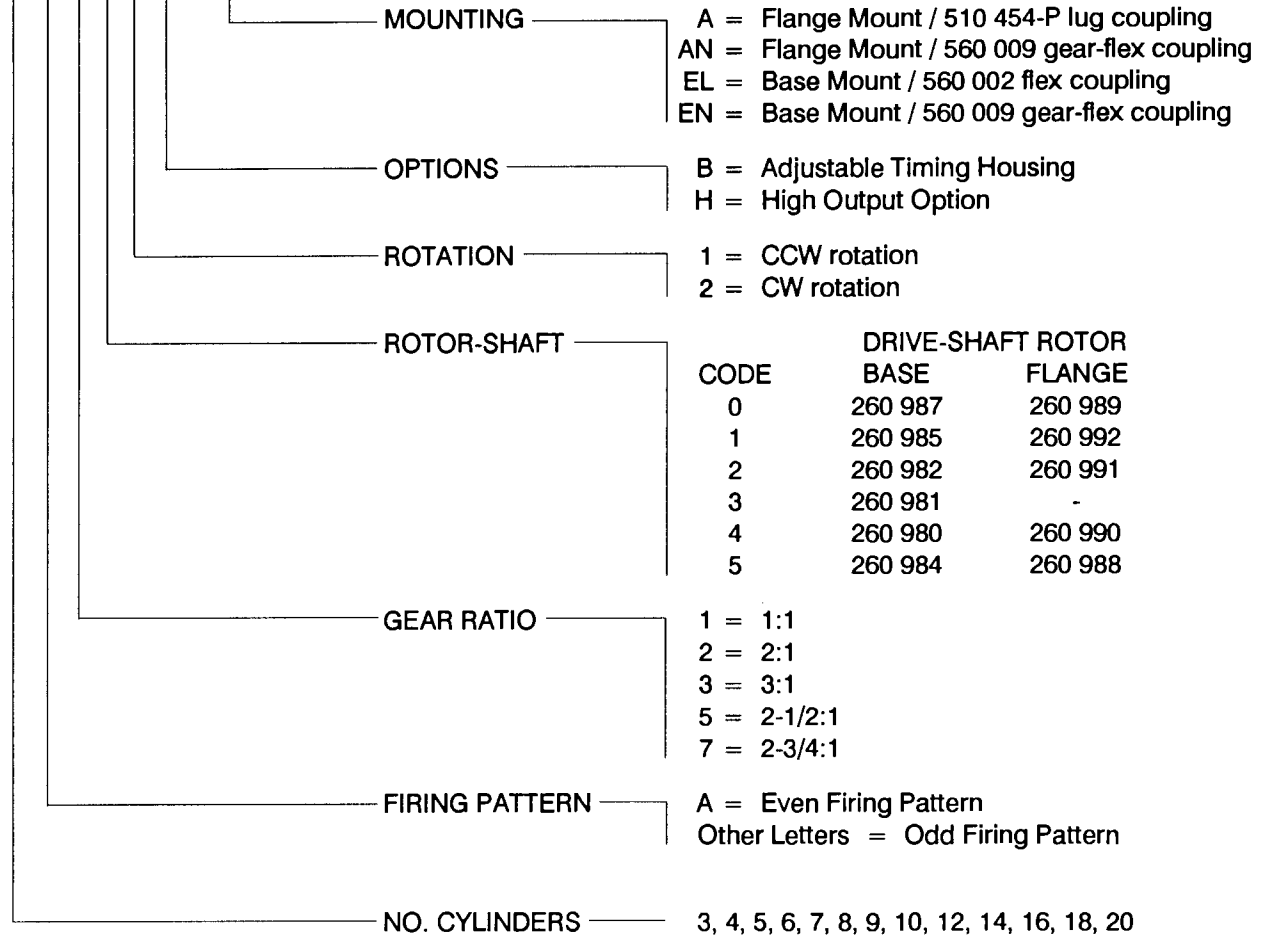 MOUNTING A = Flange Mount / 510 454-P lug coupling
AN = Flange Mount / 560 009 gear-flex coupling
EL = Base Mount / 560 002 flex coupling
EN = Base Mount / 560 009 gear-flex coupling
OPTIONS B = Adjustable Timing Housing
H = High Output Option
ROTATION 1 = CCW rotation
2 = CW rotation
ROTOR-SHAFT DRIVE-SHAFT ROTOR
CODE BASE FLANGE
0 260 987 260 989
1 260 985 260 992
2 260 982 260 991
3 260 981 -
4 260 980 260 990
5 260 984 260 988
GEAR RATIO 1 = 1:1
2 = 2:1
3 = 3:1
5 = 2-1/2:1
7 = 2-3/4:1
FIRING PATTERN A = Even Firing Pattern
Other Letters = Odd Firing Pattern
NO. CYLINDERS 3, 4, 5, 6, 7, 8, 9, 10, 12, 14, 16, 18, 20